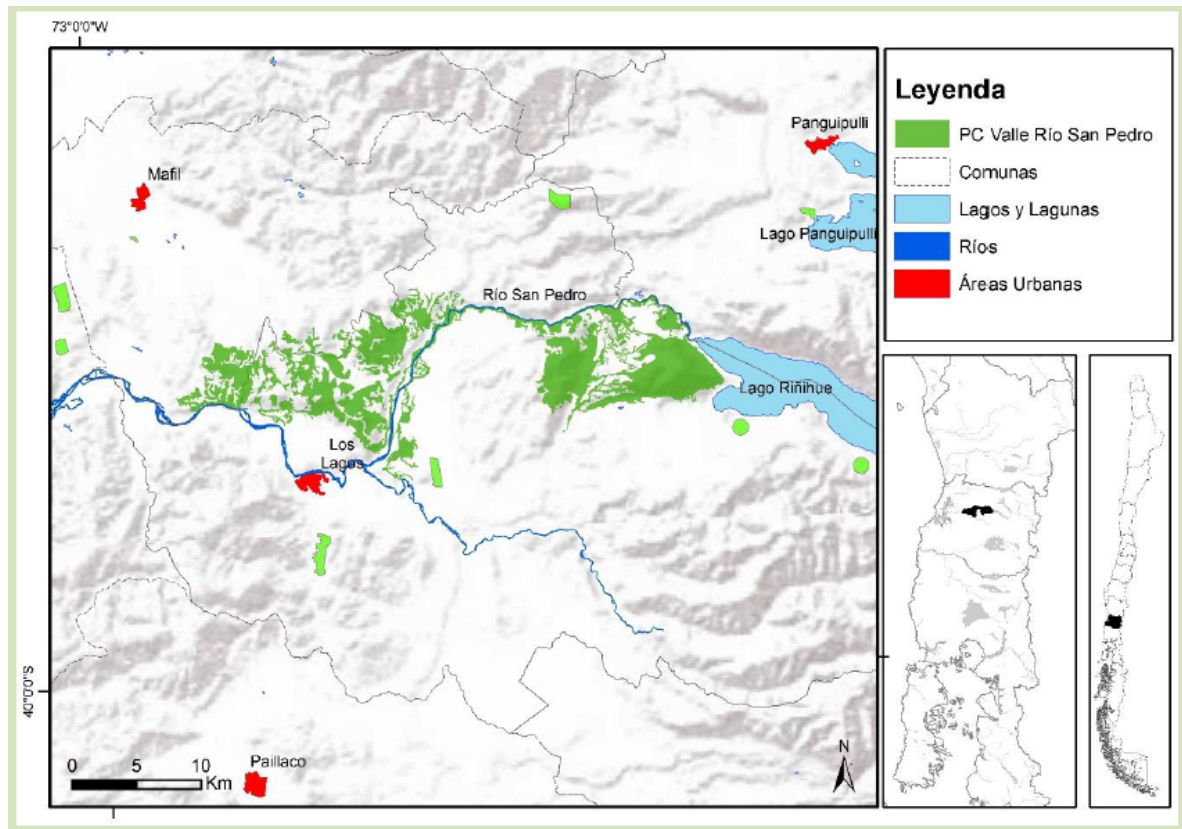 73°0'0"W
Panguipulli
Mafil
Lago Panguipulli
Río San Pedro
Lago Riñihue
Los
Lagos
40°0'0"S
Paillaco
0 5 10
Km
N
Leyenda
PC Valle Río San Pedro
Comunas
Lagos y Lagunas
Ríos
Áreas Urbanas